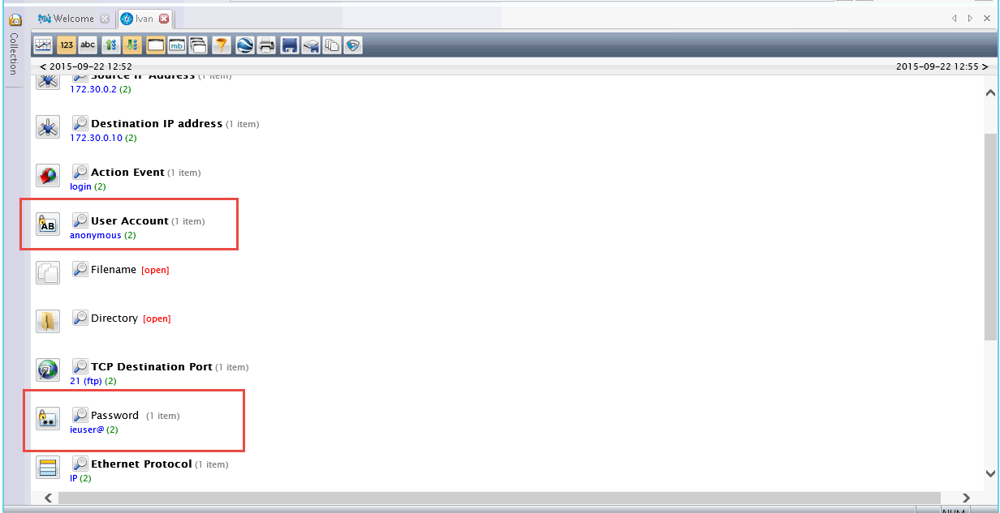 Welcome
Ivan
Collection
123
abc
mb
< 2015-09-22 12:52
2015-09-22 12:55 >
Source IP Address (1 item)
172.30.0.2 (2)
Destination IP address (1 item)
172.30.0.10 (2)
Action Event (1 item)
login (2)
AB
User Account (1 item)
anonymous (2)
Filename [open]
Directory [open]
TCP Destination Port (1 item)
21 (ftp) (2)
**
Password (1 item)
ieuser@ (2)
Ethernet Protocol (1 item)
IP (2)
NUM